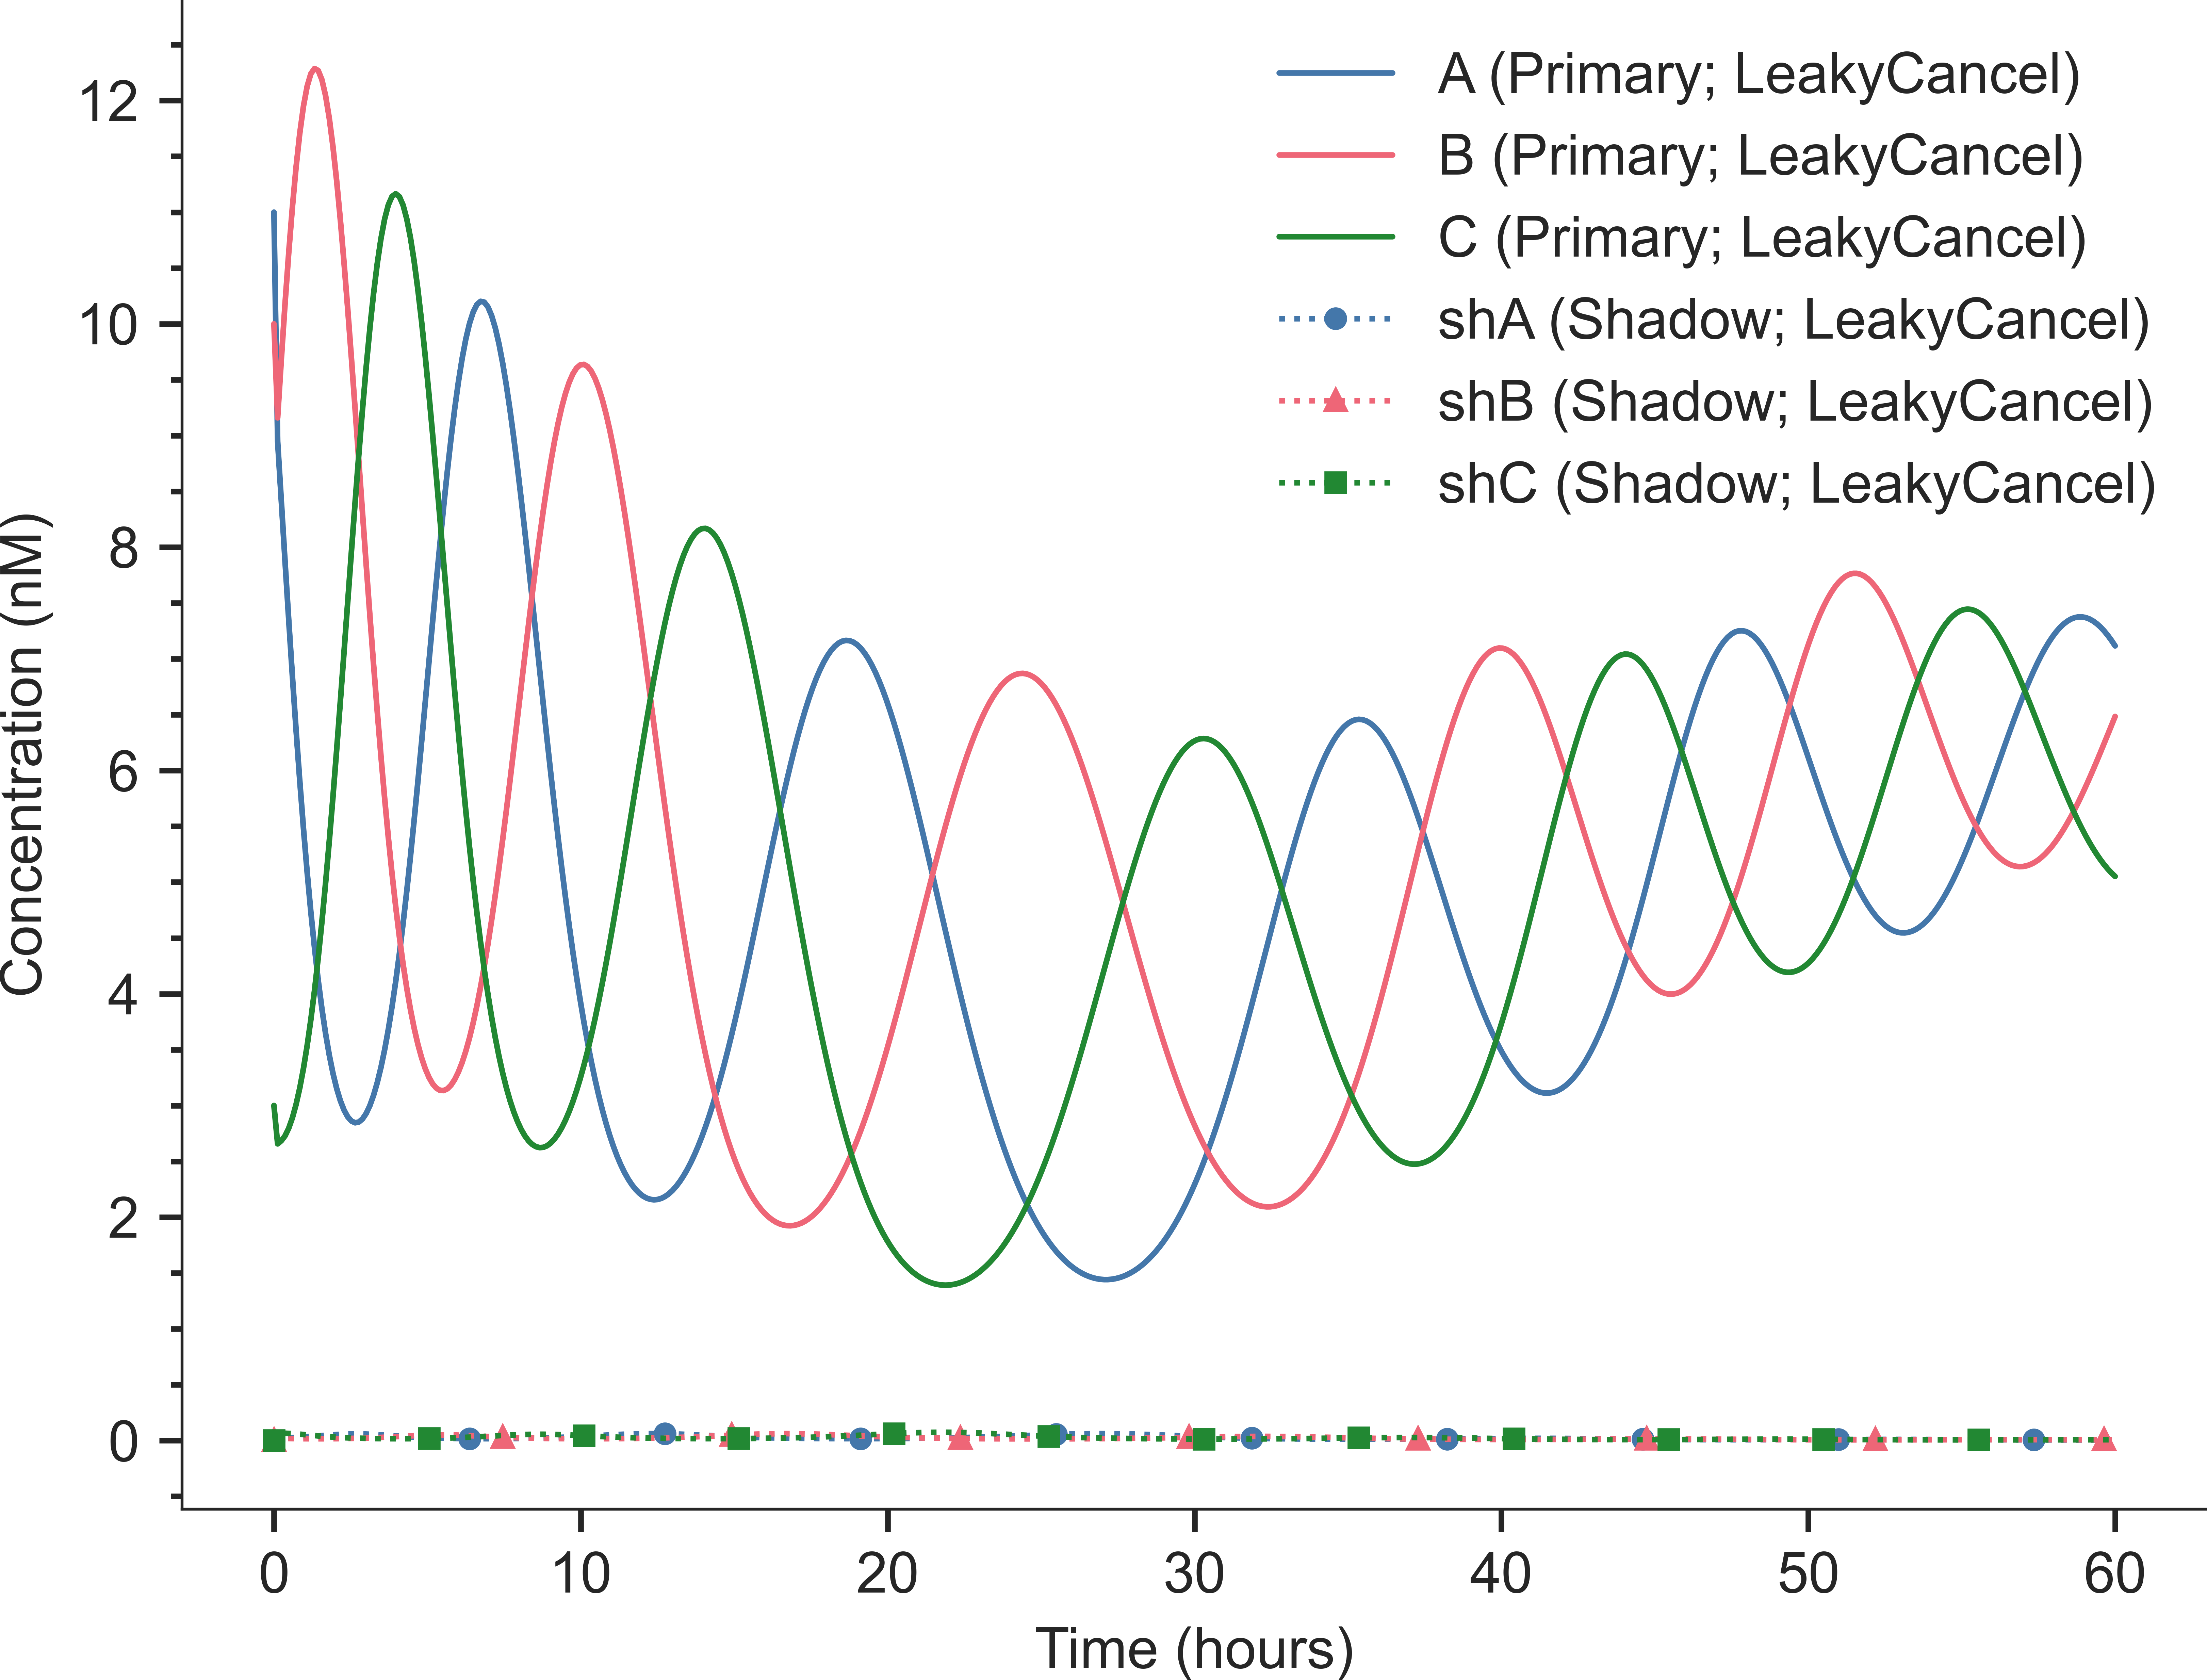 12
10
8
6
4
2
0
Concentration (nM)
A (Primary; LeakyCancel)
B (Primary; LeakyCancel)
C (Primary; LeakyCancel)
shA (Shadow; LeakyCancel)
shB (Shadow; LeakyCancel)
shC (Shadow; LeakyCancel)
0 10 20 30 40 50 60
Time (hours)